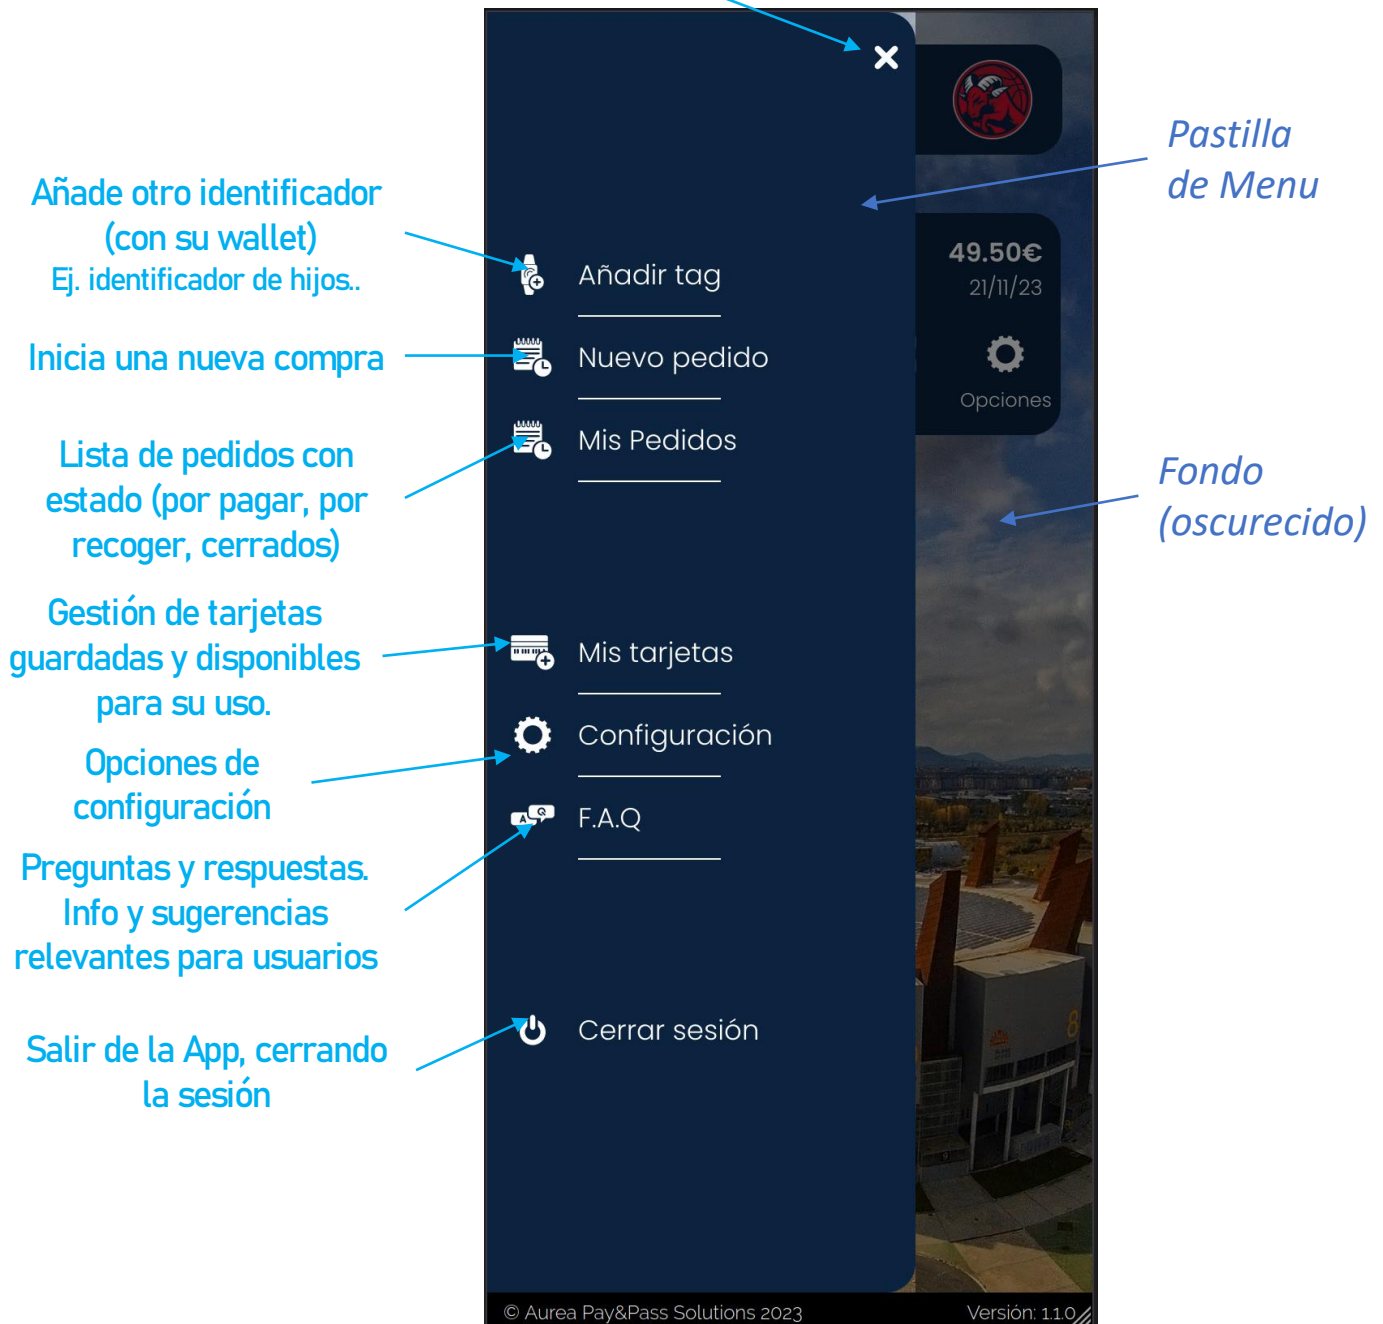 Pastilla
de Menu
49.50€
21/11/23
Opciones
Fondo
(oscurecido)
Añade otro identificador
(con su wallet)
Ej. identificador de hijos..
Añadir tag
Inicia una nueva compra
Nuevo pedido
Lista de pedidos con
estado (por pagar, por
recoger, cerrados)
Mis Pedidos
Gestión de tarjetas
guardadas y disponibles
para su uso.
Mis tarjetas
Opciones de
configuración
Configuración
Preguntas y respuestas.
Info y sugerencias
relevantes para usuarios
A Q
F.A.Q
Salir de la App, cerrando
la sesión
Cerrar sesión
8
© Aurea Pay&Pass Solutions 2023
Versión: 1.1.0